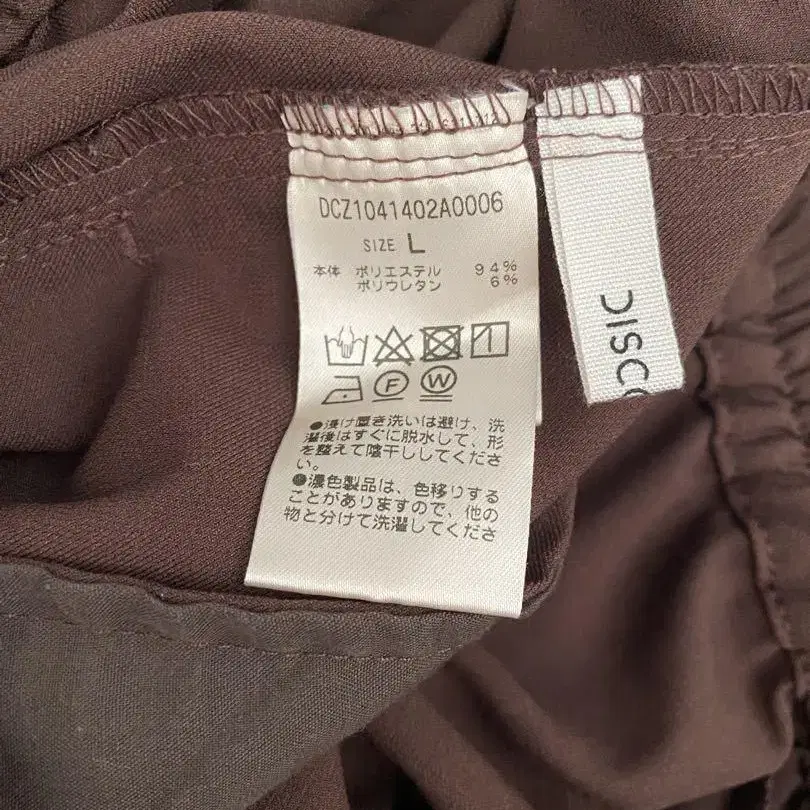 DCZ1041402A0006
SIZE L
本体 ポリエステル 94%
ポリウレタン 6%
F W
●漬け置き洗いは避け、洗
濯後はすぐに脱水して、形
を整えて陰干ししてくださ
い。
●濃色製品は、色移りする
ことがありますので、他の
物と分けて洗濯してくださ
DISC